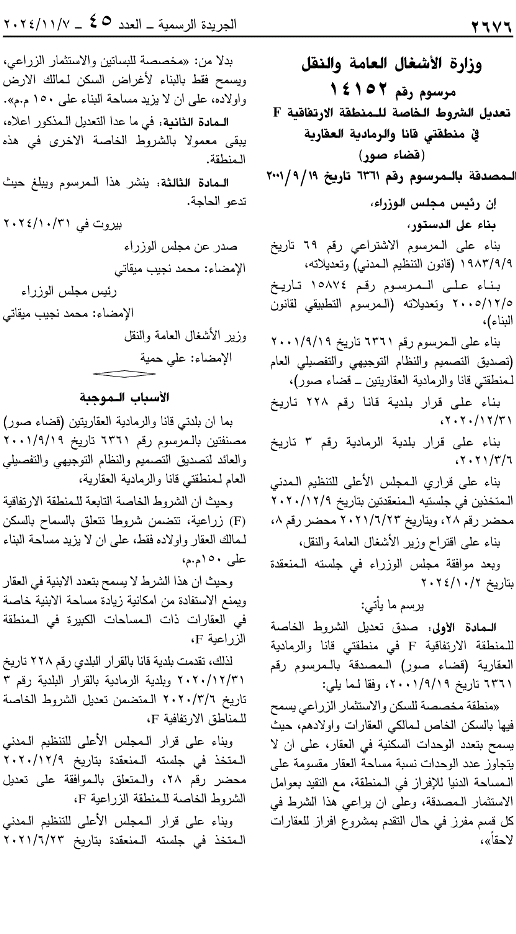 ٢٦٧٦
الجريدة الرسمية ـ العدد ٤٥ ـ ٢٠٢٤/١١/٧
وزارة الأشغال العامة والنقل
مرسوم رقم ١٤١٥٢
تعديل الشروط الخاصة للمنطقة الارتفاقية F
في منطقتي قانا والرمادية العقارية
(قضاء صور)
المصدقة بالمرسوم رقم ٦٣٦١ تاريخ ٢٠٠١/٩/١٩
إن رئيس مجلس الوزراء،
بناء على الدستور،
بناء على المرسوم الاشتراعي رقم ٦٩ تاريخ
١٩٨٣/٩/٩ (قانون التنظيم المدني) وتعديلاته،
بناء على المرسوم رقم ١٥٨٧٤ تاريخ
٢٠٠٥/١٢/٥ وتعديلاته (المرسوم التطبيقي لقانون
البناء)،
بناء على المرسوم رقم ٦٣٦١ تاريخ ٢٠٠١/٩/١٩
(تصديق التصميم والنظام التوجيهي والتفصيلي العام
لمنطقتي قانا والرمادية العقاريتين ـ قضاء صور)،
بناء على قرار بلدية قانا رقم ٢٢٨ تاريخ
٢٠٢٠/١٢/٣١،
بناء على قرار بلدية الرمادية رقم ٣ تاريخ
٢٠٢١/٣/٦،
بناء على قراري المجلس الأعلى للتنظيم المدني
المتخذين في جلستيه المنعقدتين بتاريخ ٢٠٢٠/١٢/٩
محضر رقم ٢٨، وبتاريخ ٢٠٢١/٦/٢٣ محضر رقم ٨،
بناء على اقتراح وزير الأشغال العامة والنقل،
وبعد موافقة مجلس الوزراء في جلسته المنعقدة
بتاريخ ٢٠٢٤/١٠/٢
يرسم ما يأتي:
المادة الأولى: صدق تعديل الشروط الخاصة
للمنطقة الارتفاقية F في منطقتي قانا والرمادية
العقارية (قضاء صور) المصدقة بالمرسوم رقم
٦٣٦١ تاريخ ٢٠٠١/٩/١٩، وفقا لما يلي:
«منطقة مخصصة للسكن والاستثمار الزراعي يسمح
فيها بالسكن الخاص لمالكي العقارات واولادهم، حيث
يسمح بتعدد الوحدات السكنية في العقار، على ان لا
يتجاوز عدد الوحدات نسبة مساحة العقار مقسومة على
المساحة الدنيا للإفراز في المنطقة، مع التقيد بعوامل
الاستثمار المصدقة، وعلى ان يراعي هذا الشرط في
كل قسم مفرز في حال التقدم بمشروع افراز للعقارات
لاحقاً»،
بدلا من: «مخصصة للبساتين والاستثمار الزراعي،
ويسمح فقط بالبناء لأغراض السكن لمالك الارض
واولاده، على ان لا يزيد مساحة البناء على ١٥٠ م.م».
المادة الثانية: في ما عدا التعديل المذكور اعلاه،
يبقى معمولا بالشروط الخاصة الاخرى في هذه
المنطقة.
المادة الثالثة: ينشر هذا المرسوم ويبلغ حيث
تدعو الحاجة.
بيروت في ٢٠٢٤/١٠/٣١
صدر عن مجلس الوزراء
الإمضاء: محمد نجيب ميقاتي
رئيس مجلس الوزراء
الإمضاء: محمد نجيب ميقاتي
وزير الأشغال العامة والنقل
الإمضاء: علي حمية
الأسباب الموجبة
بما ان بلدتي قانا والرمادية العقاريتين (قضاء صور)
مصنفتين بالمرسوم رقم ٦٣٦١ تاريخ ٢٠٠١/٩/١٩
والعائد لتصديق التصميم والنظام التوجيهي والتفصيلي
العام لمنطقتي قانا والرمادية العقارية،
وحيث ان الشروط الخاصة التابعة للمنطقة الارتفاقية
(F) زراعية، تتضمن شروطا تتعلق بالسماح بالسكن
لمالك العقار واولاده فقط، على ان لا يزيد مساحة البناء
على ١٥٠م.م،
وحيث ان هذا الشرط لا يسمح بتعدد الابنية في العقار
ويمنع الاستفادة من امكانية زيادة مساحة الابنية خاصة
في العقارات ذات المساحات الكبيرة في المنطقة
الزراعية F،
لذلك، تقدمت بلدية قانا بالقرار البلدي رقم ٢٢٨ تاريخ
٢٠٢٠/١٢/٣١ وبلدية الرمادية بالقرار البلدية رقم ٣
تاريخ ٢٠٢٠/٣/٦ المتضمن تعديل الشروط الخاصة
للمناطق الارتفاقية F،
وبناء على قرار المجلس الأعلى للتنظيم المدني
المتخذ في جلسته المنعقدة بتاريخ ٢٠٢٠/١٢/٩
محضر رقم ٢٨، والمتعلق بالموافقة على تعديل
الشروط الخاصة للمنطقة الزراعية F،
وبناء على قرار المجلس الأعلى للتنظيم المدني
المتخذ في جلسته المنعقدة بتاريخ ٢٠٢١/٦/٢٣